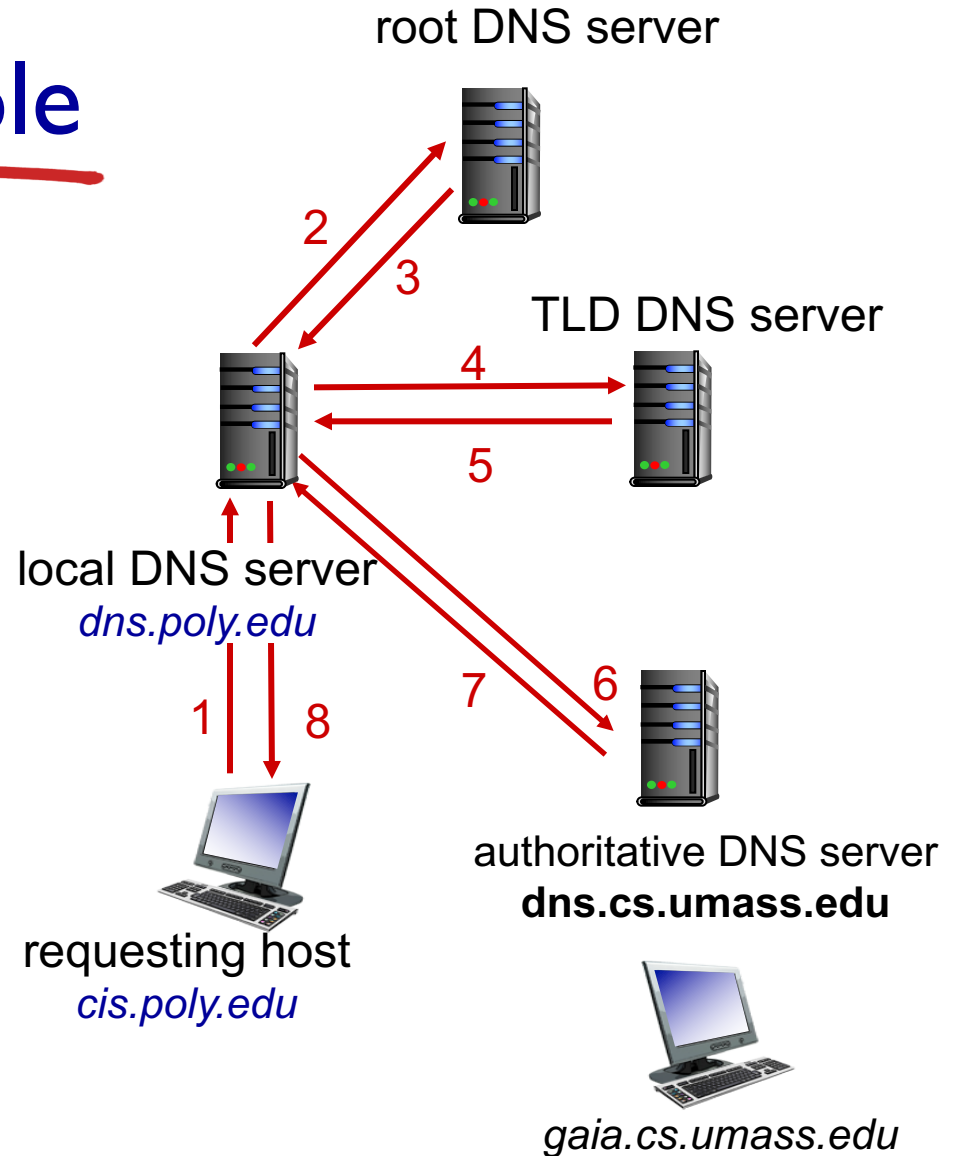 root DNS server
2
3
TLD DNS server
4
5
local DNS server
dns.poly.edu
1
8
7
6
requesting host
cis.poly.edu
authoritative DNS server
dns.cs.umass.edu
gaia.cs.umass.edu